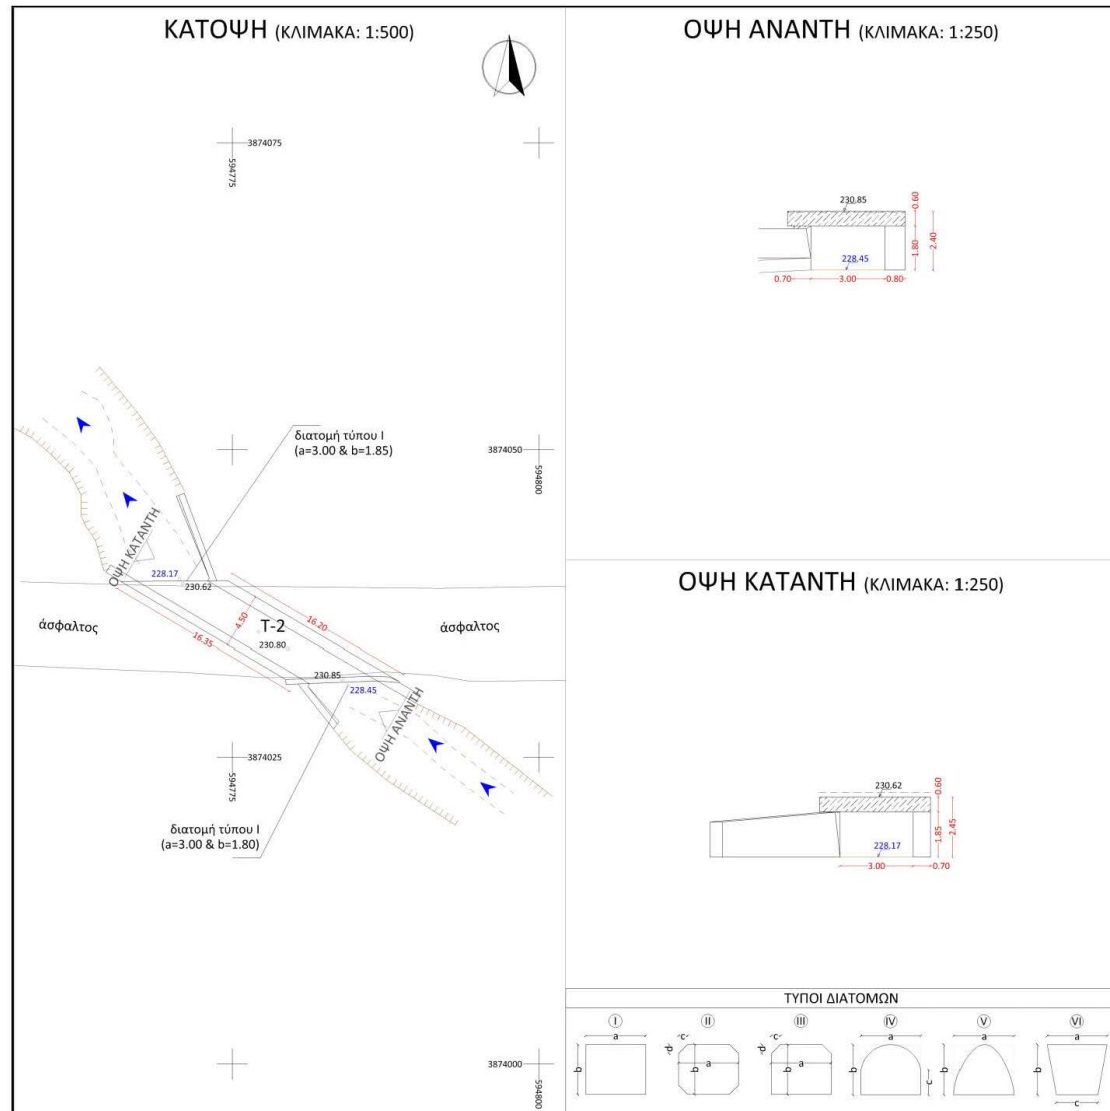 ΚΑΤΟΨΗ (ΚΛΙΜΑΚΑ: 1:500)
3874075
594775
διατομή τύπου Ι
(a=3.00 & b=1.85)
3874050
594800
ΟΨΗ ΚΑΤΑΝΤΗ
228.17
230.62
άσφαλτος
16.35
4.50
T-2
230.80
16.20
άσφαλτος
230.85
228.45
ΟΨΗ ΑΝΑΝΤΗ
3874025
594775
διατομή τύπου Ι
(a=3.00 & b=1.80)
3874000
594800
ΟΨΗ ΑΝΑΝΤΗ (ΚΛΙΜΑΚΑ: 1:250)
230.85
0.60
1.80
2.40
228.45
0.70
3.00
0.80
ΟΨΗ ΚΑΤΑΝΤΗ (ΚΛΙΜΑΚΑ: 1:250)
230.62
0.60
1.85
2.45
228.17
3.00
0.70
ΤΥΠΟΙ ΔΙΑΤΟΜΩΝ
I II III IV V VI
a c c a a a
b d b a d b a b c b b
c